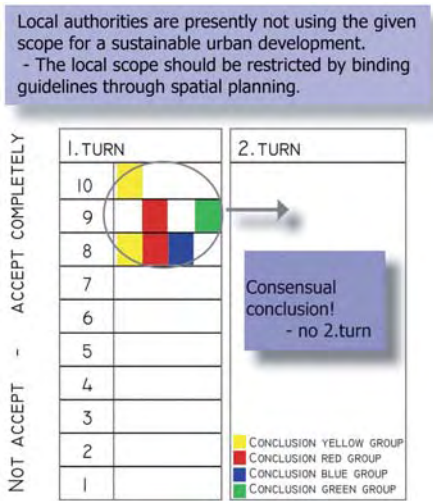 Local authorities are presently not using the given
scope for a sustainable urban development.
- The local scope should be restricted by binding
guidelines through spatial planning.
NOT ACCEPT - ACCEPT COMPLETELY
1. TURN
2. TURN
10
9
8
7
6
5
4
3
2
1
Consensual
conclusion!
- no 2.turn
CONCLUSION YELLOW GROUP
CONCLUSION RED GROUP
CONCLUSION BLUE GROUP
CONCLUSION GREEN GROUP